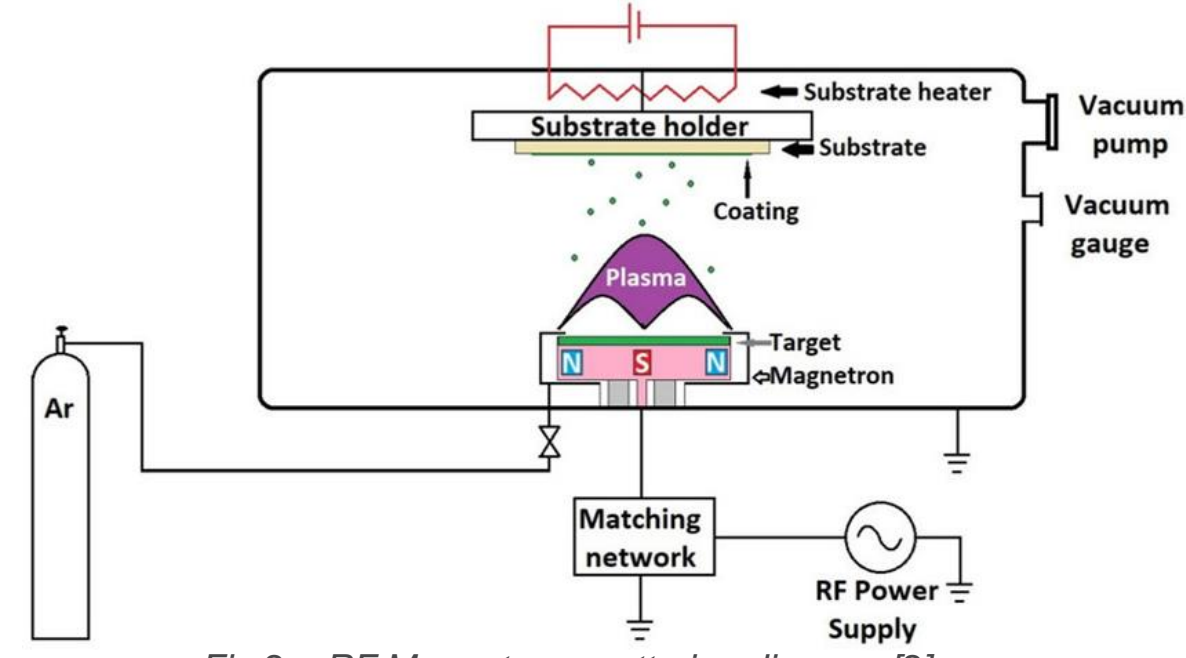 Substrate heater
Substrate holder
Substrate
Coating
Vacuum
pump
Vacuum
gauge
Plasma
Target
N S N
Magnetron
Ar
Matching
network
RF Power
Supply